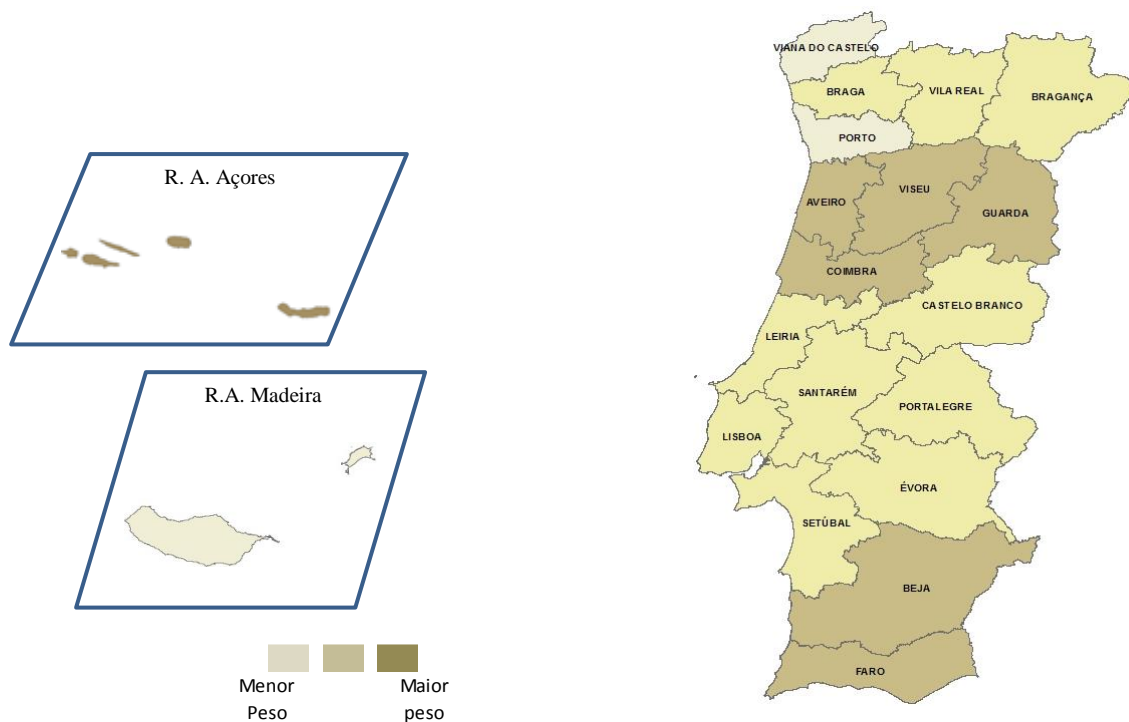 R. A. Açores
R.A. Madeira
Menor Maior
Peso peso
VIANA DO CASTELO
BRAGA
VILA REAL
BRAGANÇA
PORTO
AVEIRO
VISEU
GUARDA
COIMBRA
CASTELO BRANCO
LEIRIA
SANTARÉM
PORTALEGRE
LISBOA
ÉVORA
SETÚBAL
BEJA
FARO